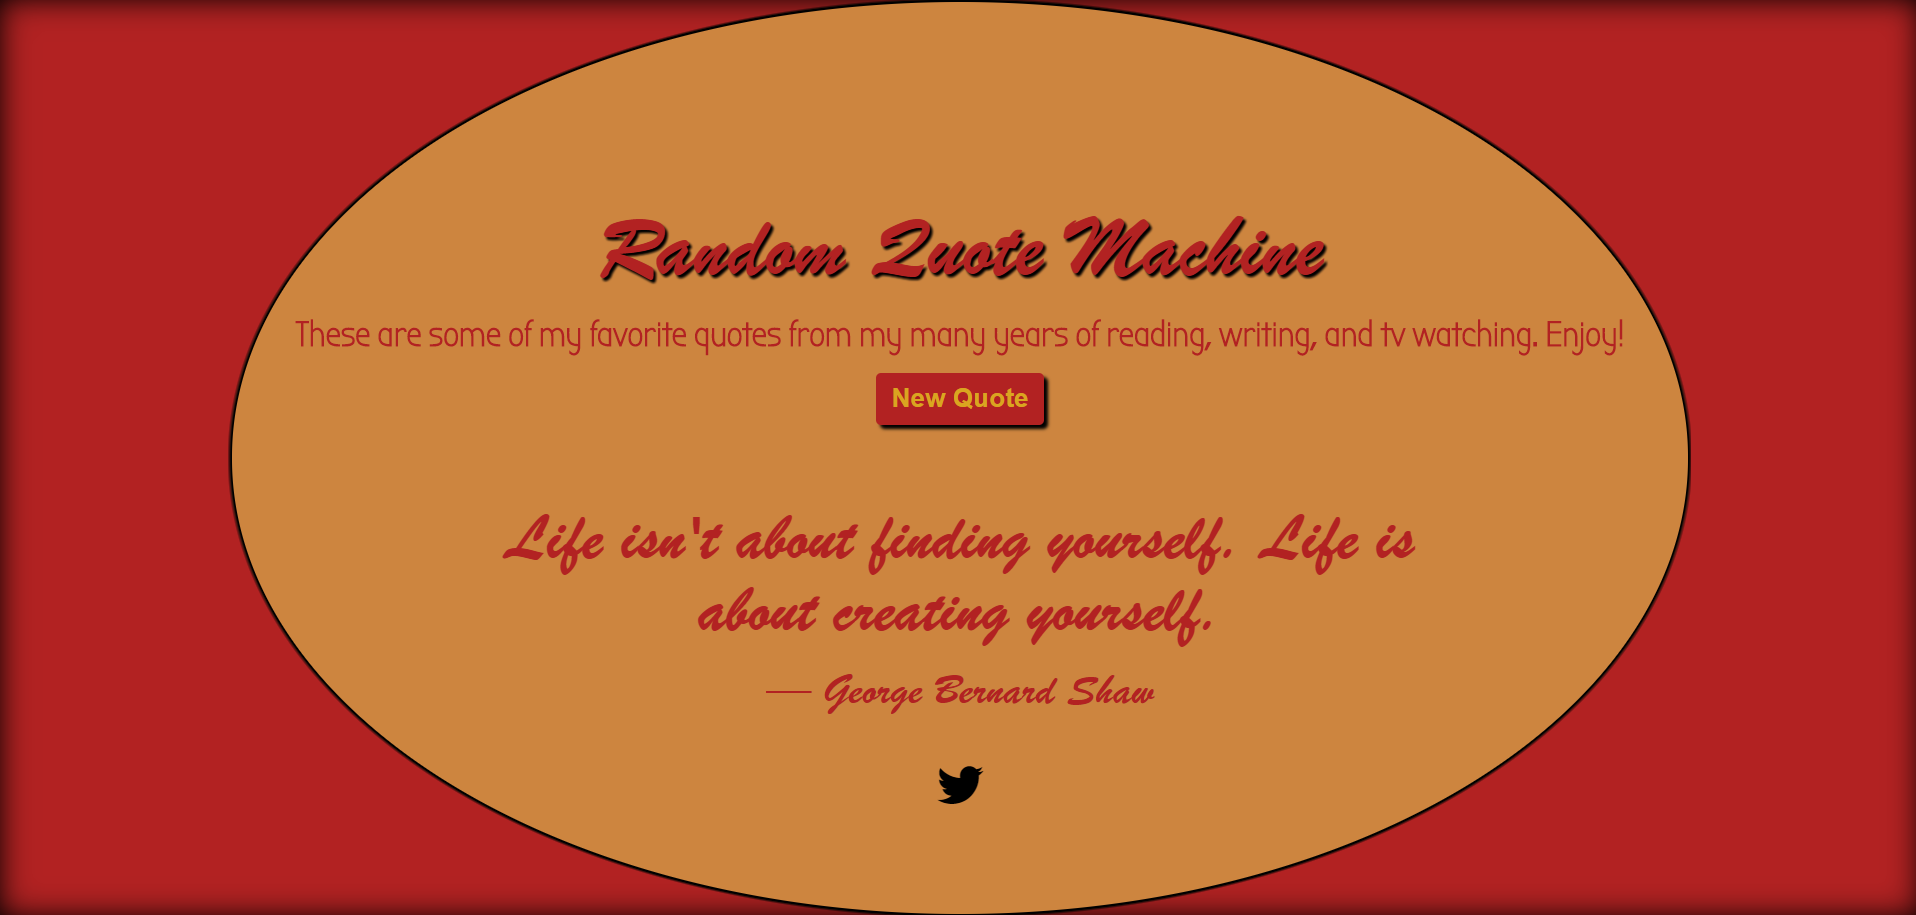 Random Quote Machine
These are some of my favorite quotes from my many years of reading, writing, and tv watching. Enjoy!
New Quote
Life isn't about finding yourself. Life is
about creating yourself.
— George Bernard Shaw